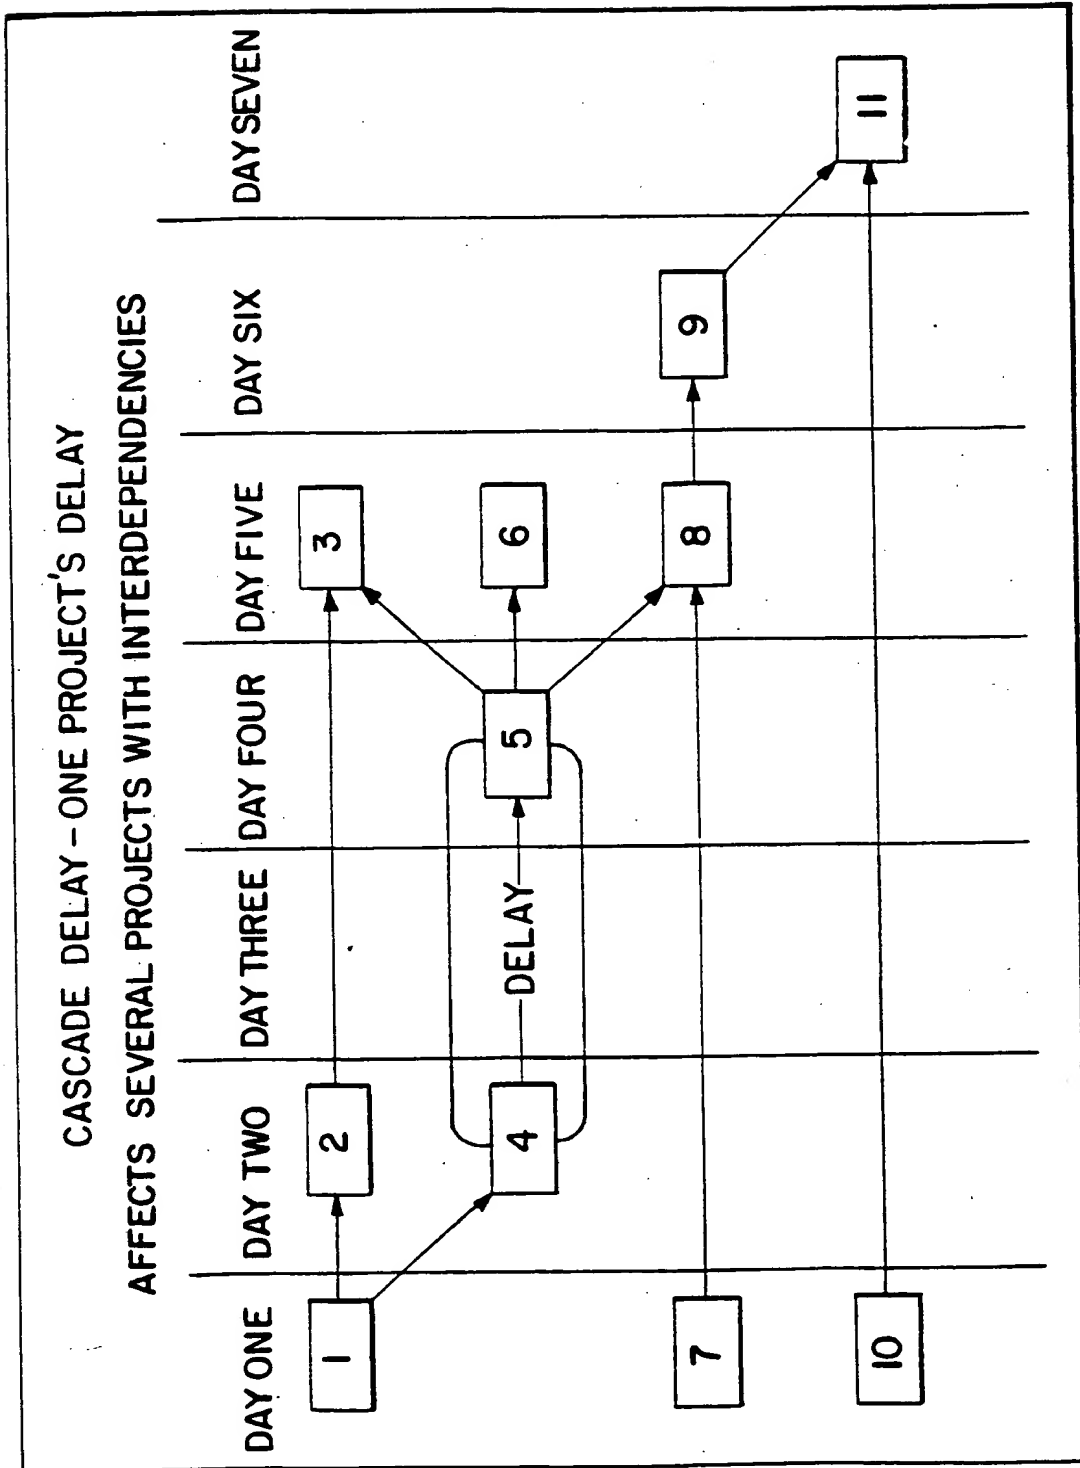 CASCADE DELAY – ONE PROJECT'S DELAY
AFFECTS SEVERAL PROJECTS WITH INTERDEPENDENCIES
DAY ONE DAY TWO DAY THREE DAY FOUR DAY FIVE DAY SIX DAY SEVEN
1 2 3
4 DELAY 5 6
7 8 9
10 11